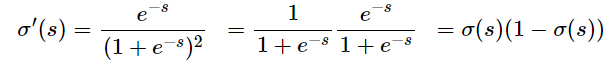 σ′(s) = e^{-s} / (1 + e^{-s})² = 1 / (1 + e^{-s}) e^{-s} / (1 + e^{-s}) = σ(s)(1 − σ(s))